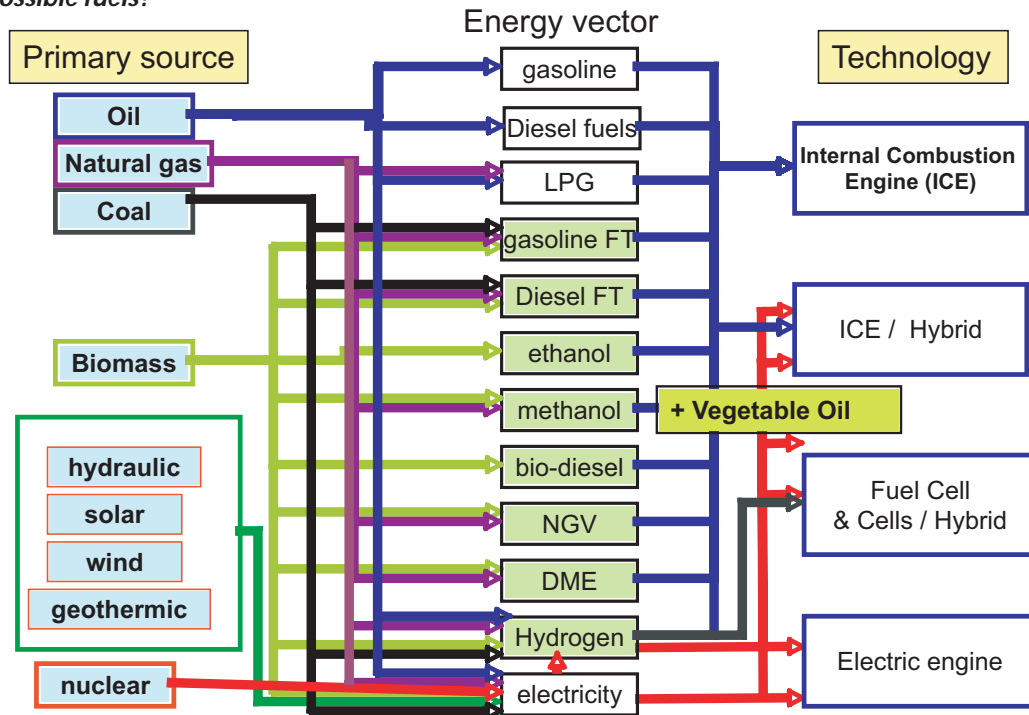 ossible fuels?
Energy vector
Primary source
Technology
Oil
Natural gas
Coal
Biomass
hydraulic
solar
wind
geothermic
nuclear
gasoline
Diesel fuels
LPG
gasoline FT
Diesel FT
ethanol
methanol
bio-diesel
NGV
DME
Hydrogen
electricity
+ Vegetable Oil
Internal Combustion
Engine (ICE)
ICE / Hybrid
Fuel Cell
& Cells / Hybrid
Electric engine